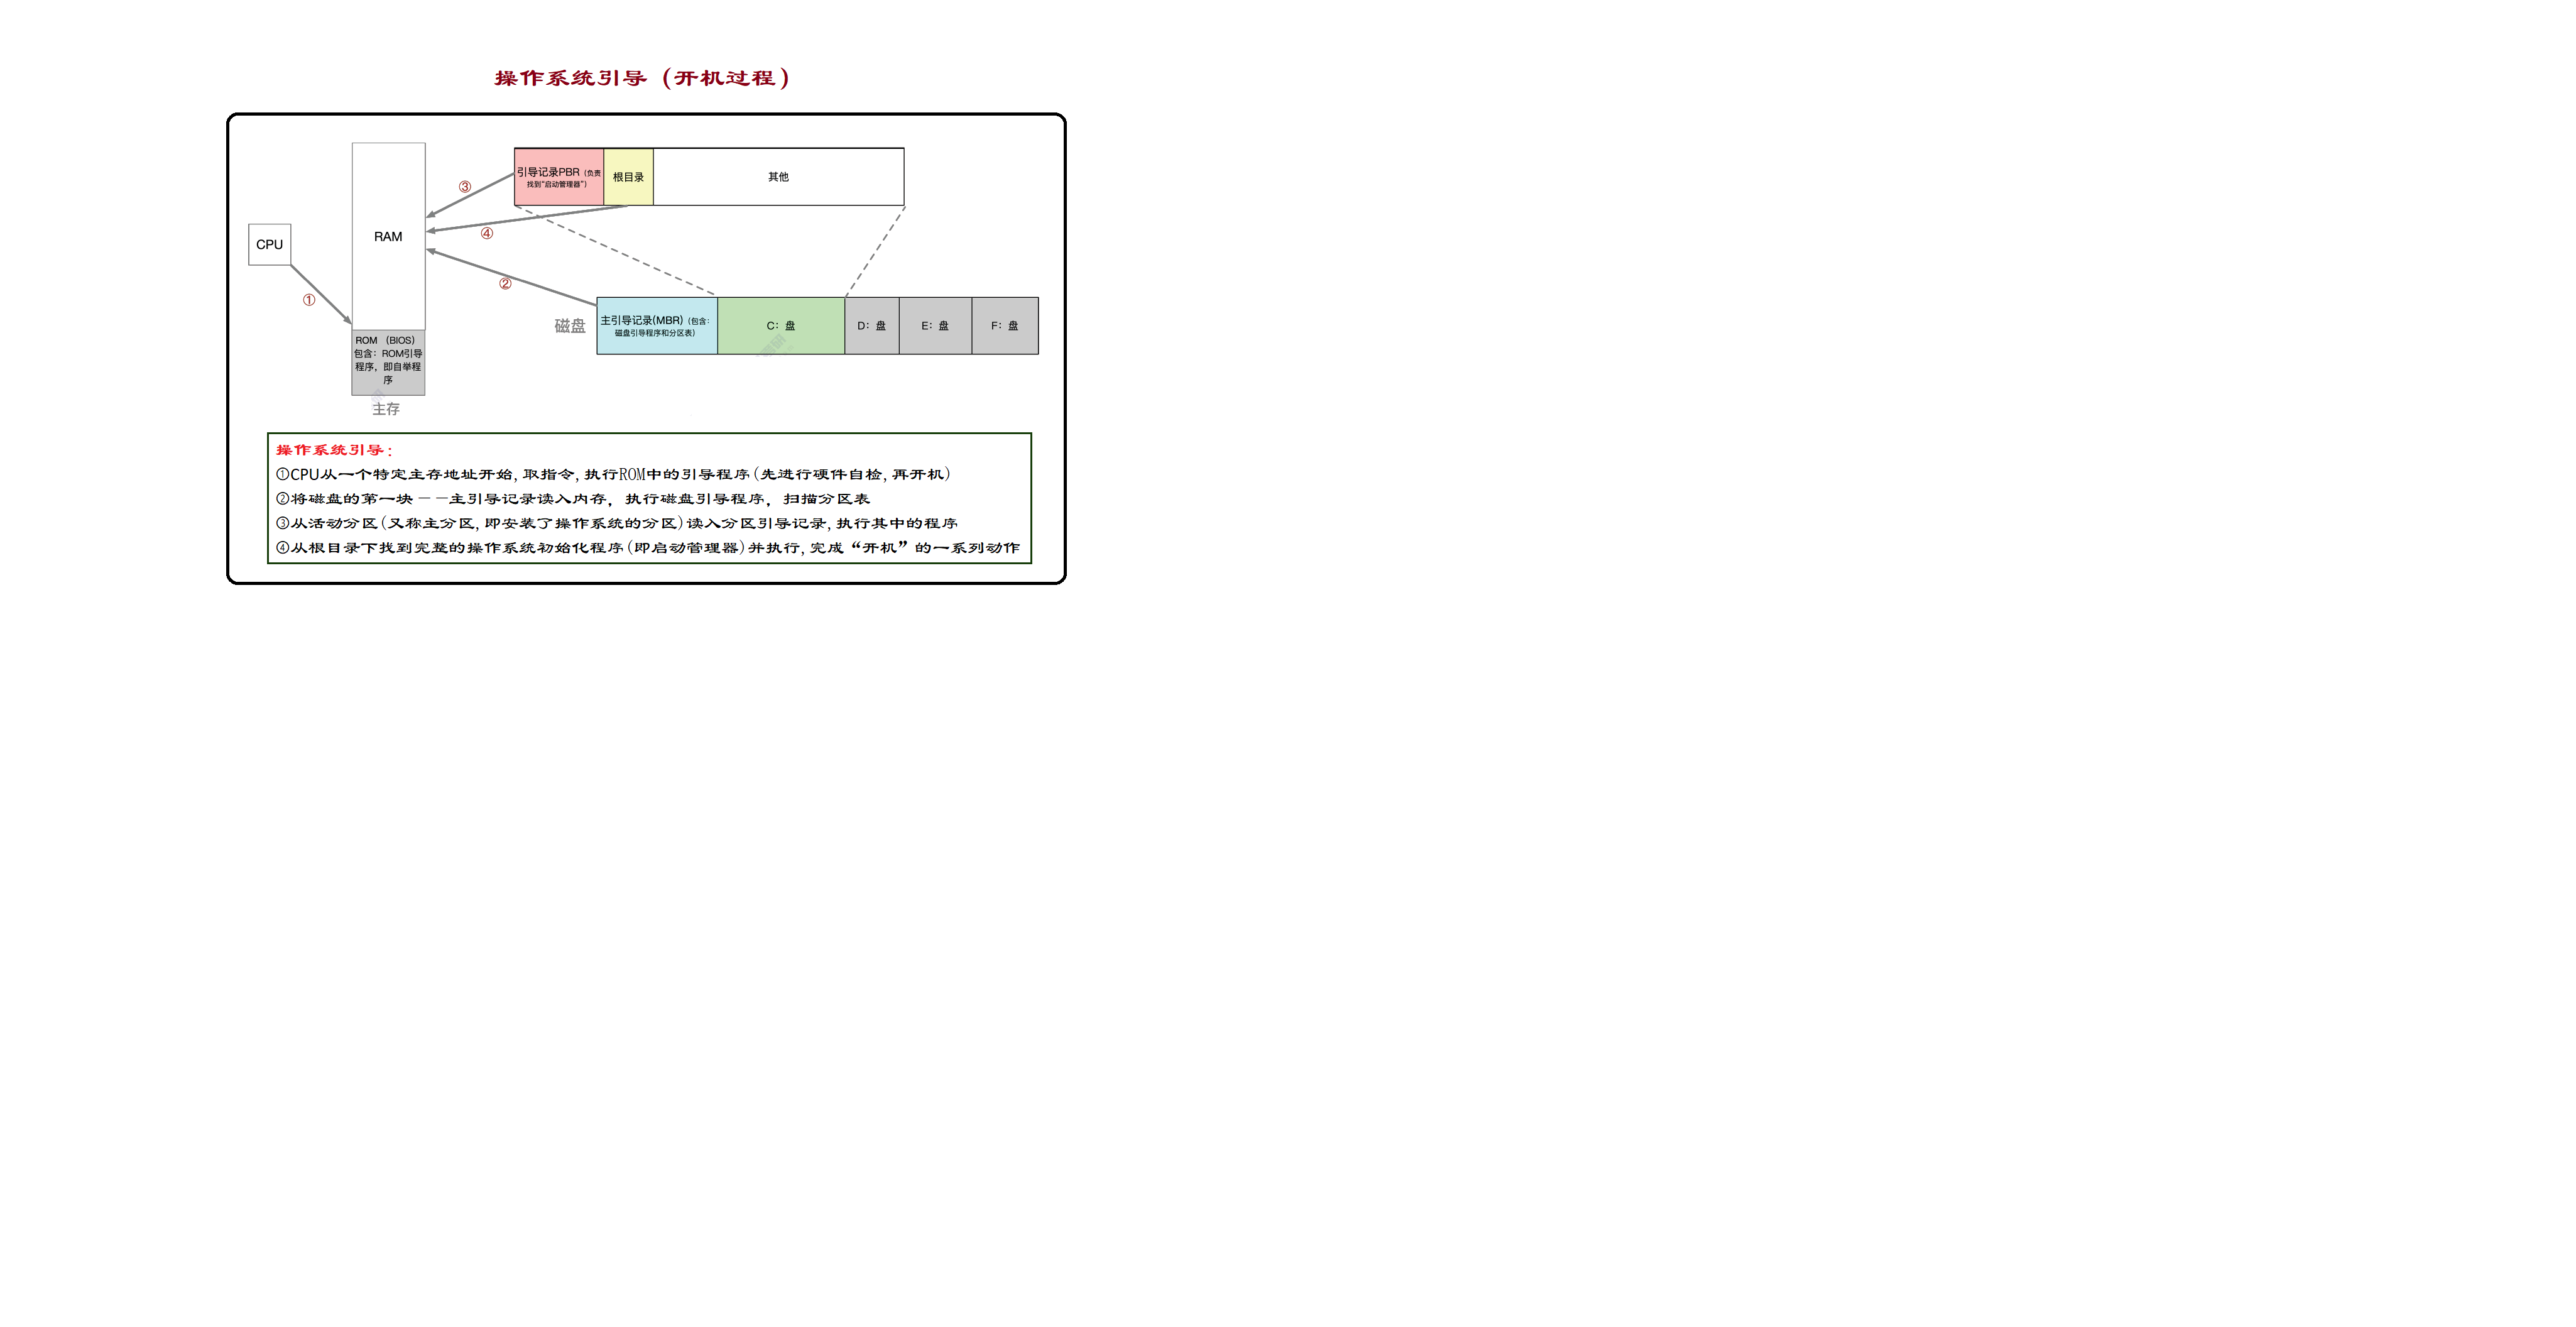 操作系统引导（开机过程）
引导记录PBR（负责
找到“启动管理器”）
根目录
其他
③
④
RAM
CPU
①
②
磁盘
主引导记录(MBR)（包含：
磁盘引导程序和分区表）
C：盘
D：盘
E：盘
F：盘
ROM （BIOS）
包含：ROM引导
程序，即自举程
序
主存
操作系统引导：
①CPU从一个特定主存地址开始,取指令,执行ROM中的引导程序(先进行硬件自检,再开机)
②将磁盘的第一块——主引导记录读入内存，执行磁盘引导程序，扫描分区表
③从活动分区(又称主分区,即安装了操作系统的分区)读入分区引导记录,执行其中的程序
④从根目录下找到完整的操作系统初始化程序(即启动管理器)并执行,完成“开机”的一系列动作